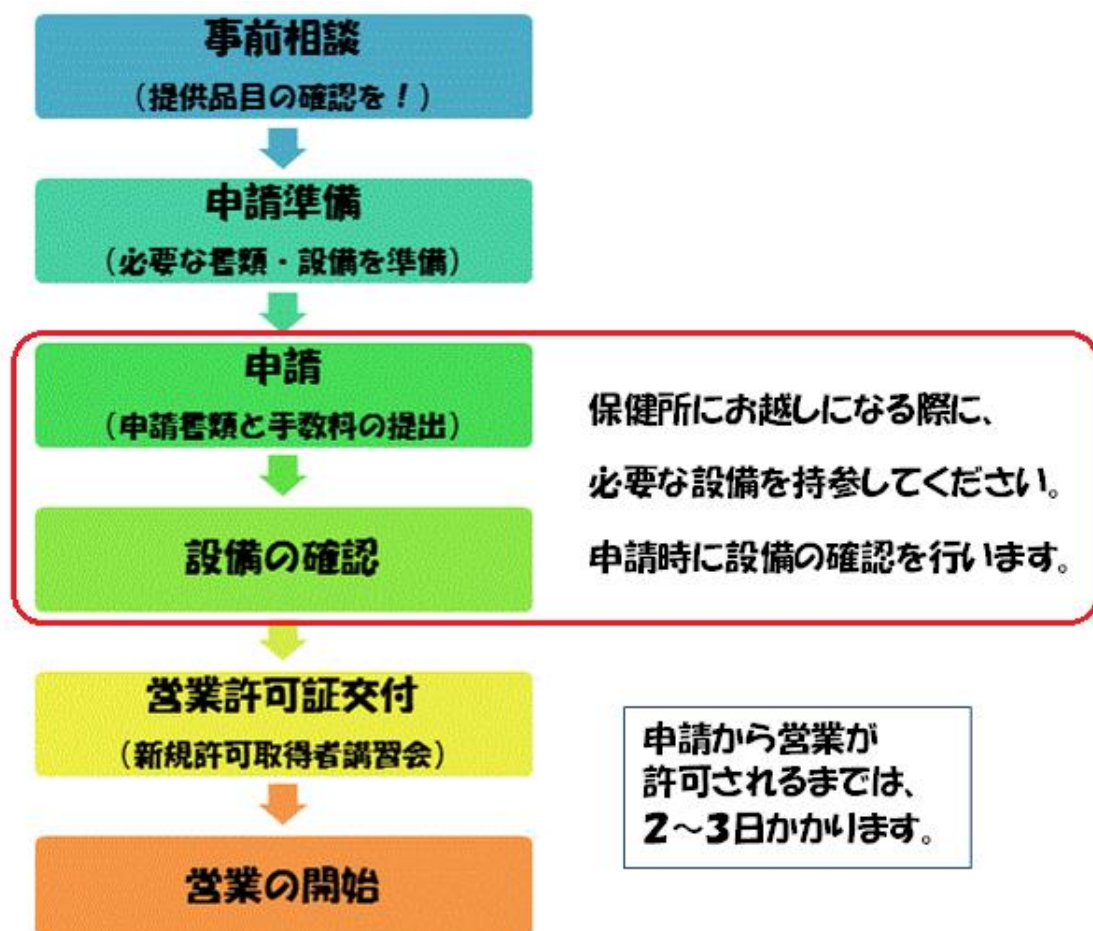 事前相談
（提供品目の確認を！）
申請準備
（必要な書類・設備を準備）
申請
（申請書類と手数料の提出）
設備の確認
保健所にお越しになる際に、
必要な設備を持参してください。
申請時に設備の確認を行います。
営業許可証交付
（新規許可取得者講習会）
営業の開始
申請から営業が
許可されるまでは、
２～３日かかります。